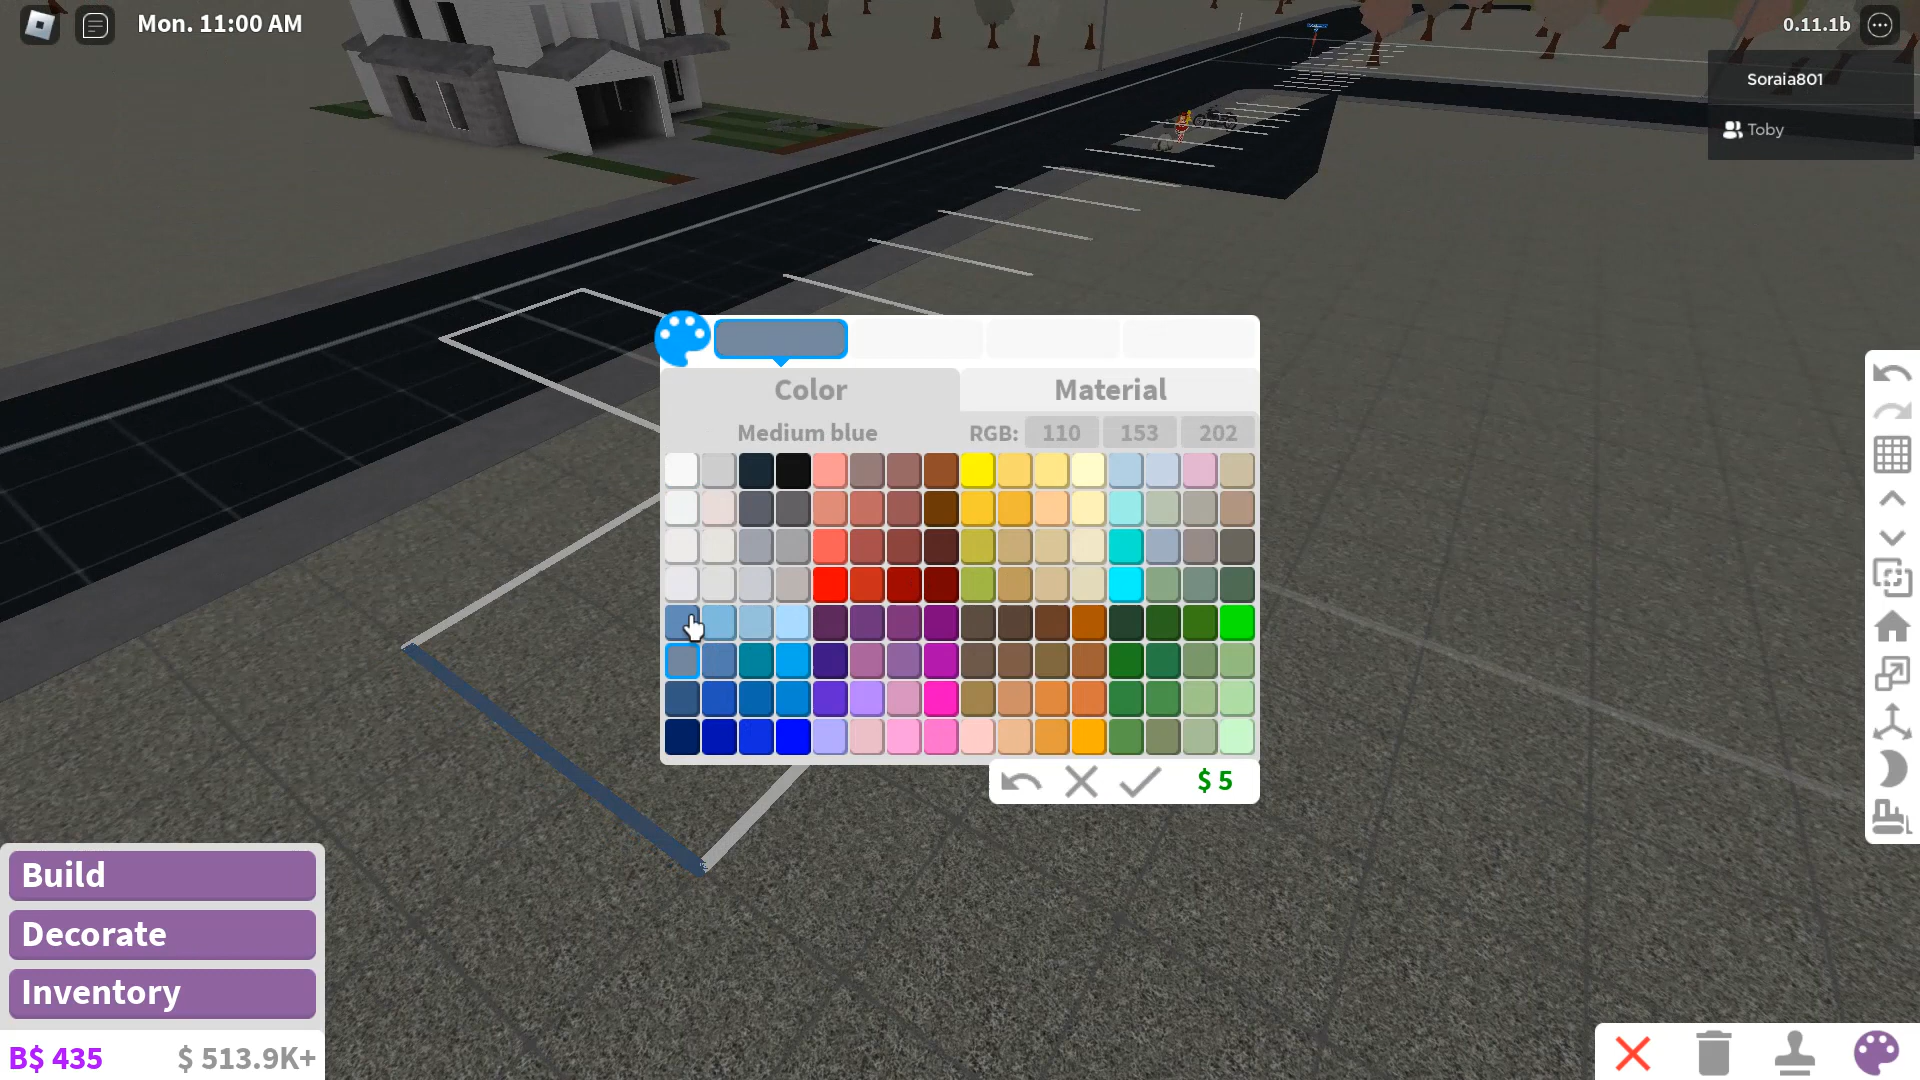 Mon. 11:00 AM
0.11.1b
Soraia801
Toby
Color
Material
Medium blue
RGB: 110 153 202
$ 5
Build
Decorate
Inventory
B$ 435
$ 513.9K+